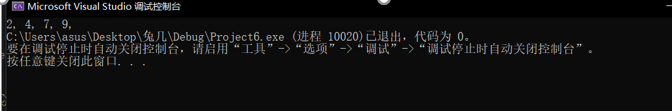 Microsoft Visual Studio 调试控制台
2, 4, 7, 9,
C:\Users\asus\Desktop\兔几\Debug\Project6.exe (进程 10020)已退出，代码为 0。
要在调试停止时自动关闭控制台，请启用“工具”->“选项”->“调试”->“调试停止时自动关闭控制台”。
按任意键关闭此窗口. . .